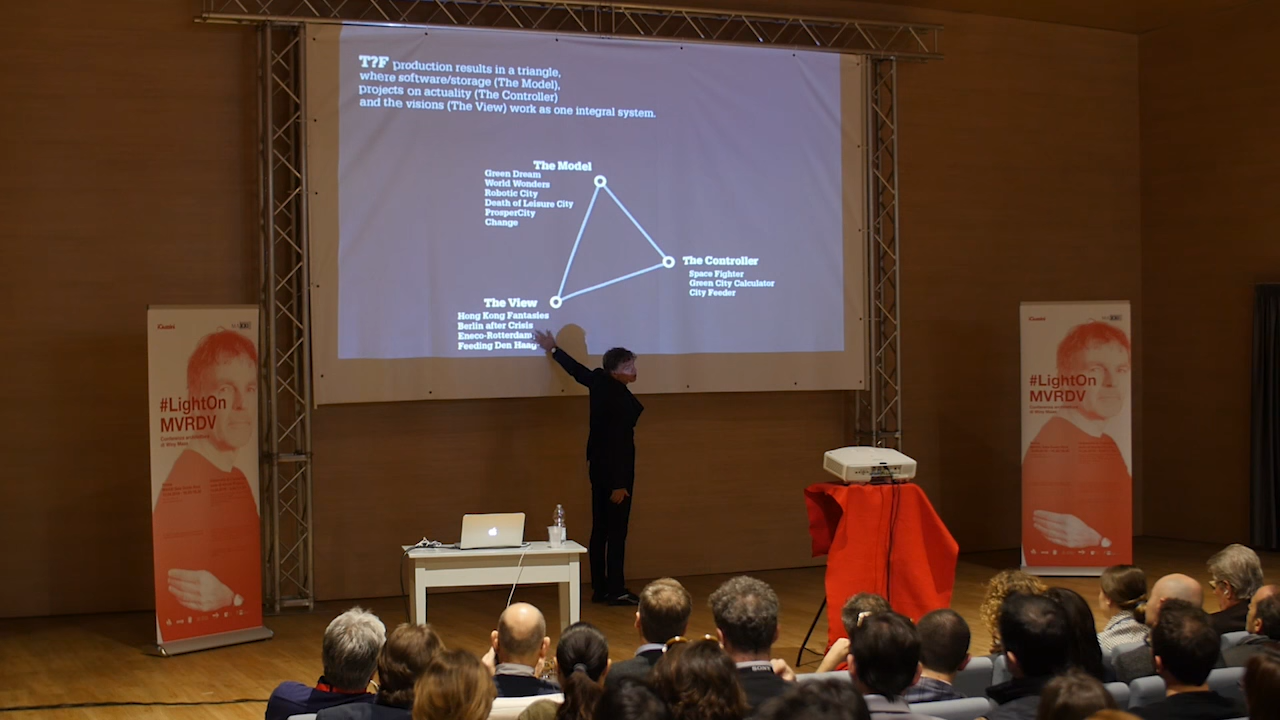 T?F production results in a triangle,
where software/storage (The Model),
projects on actuality (The Controller)
and the visions (The View) work as one integral system.
The Model
Green Dream
World Wonders
Robotic City
Death of Leisure City
ProsperCity
Change
The Controller
Space Fighter
Green City Calculator
City Feeder
The View
Hong Kong Fantasies
Berlin after Crisis
Eneco-Rotterdam
Feeding Den Haag
#LightOn
MVRDV
#LightOn
MVRDV
SONY